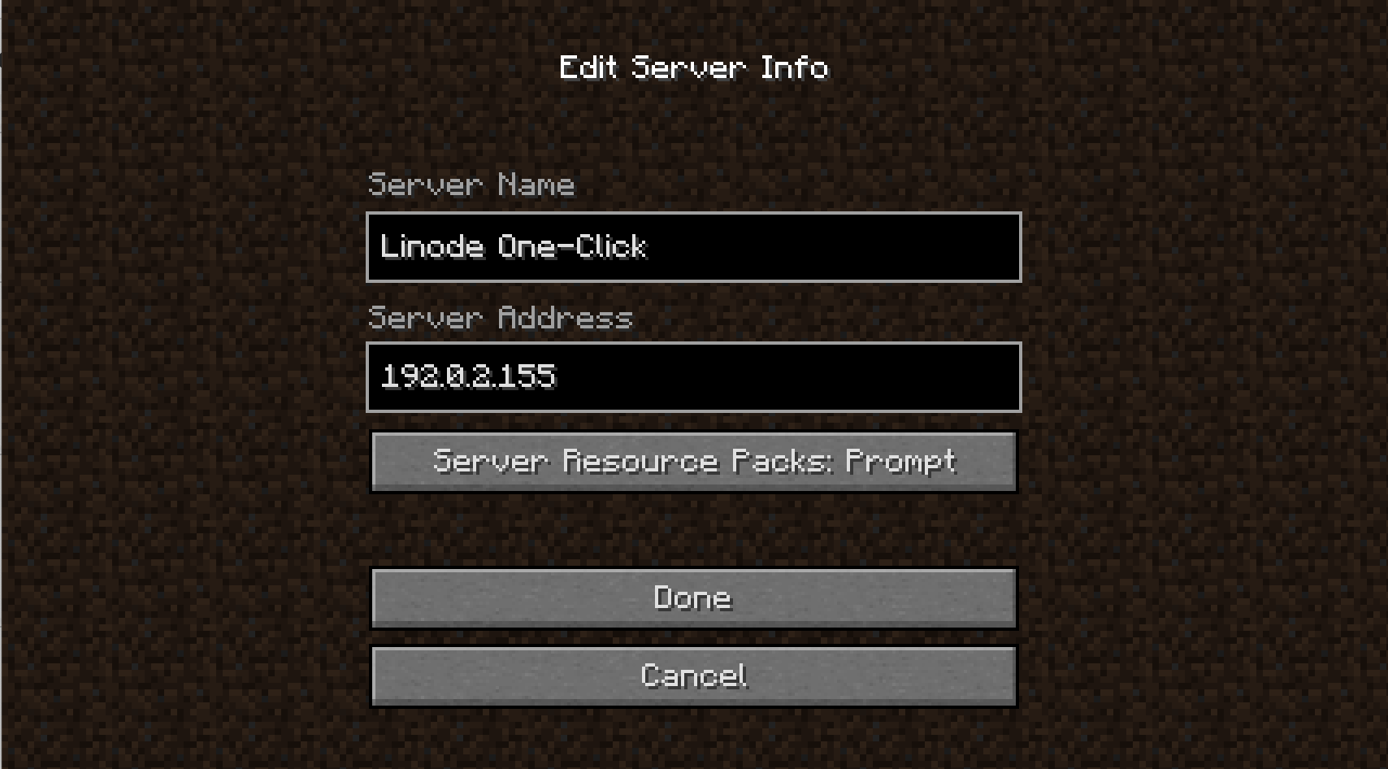 Edit Server Info
Server Name
Linode One-Click
Server Address
192.0.2.155
Server Resource Packs: Prompt
Done
Cancel